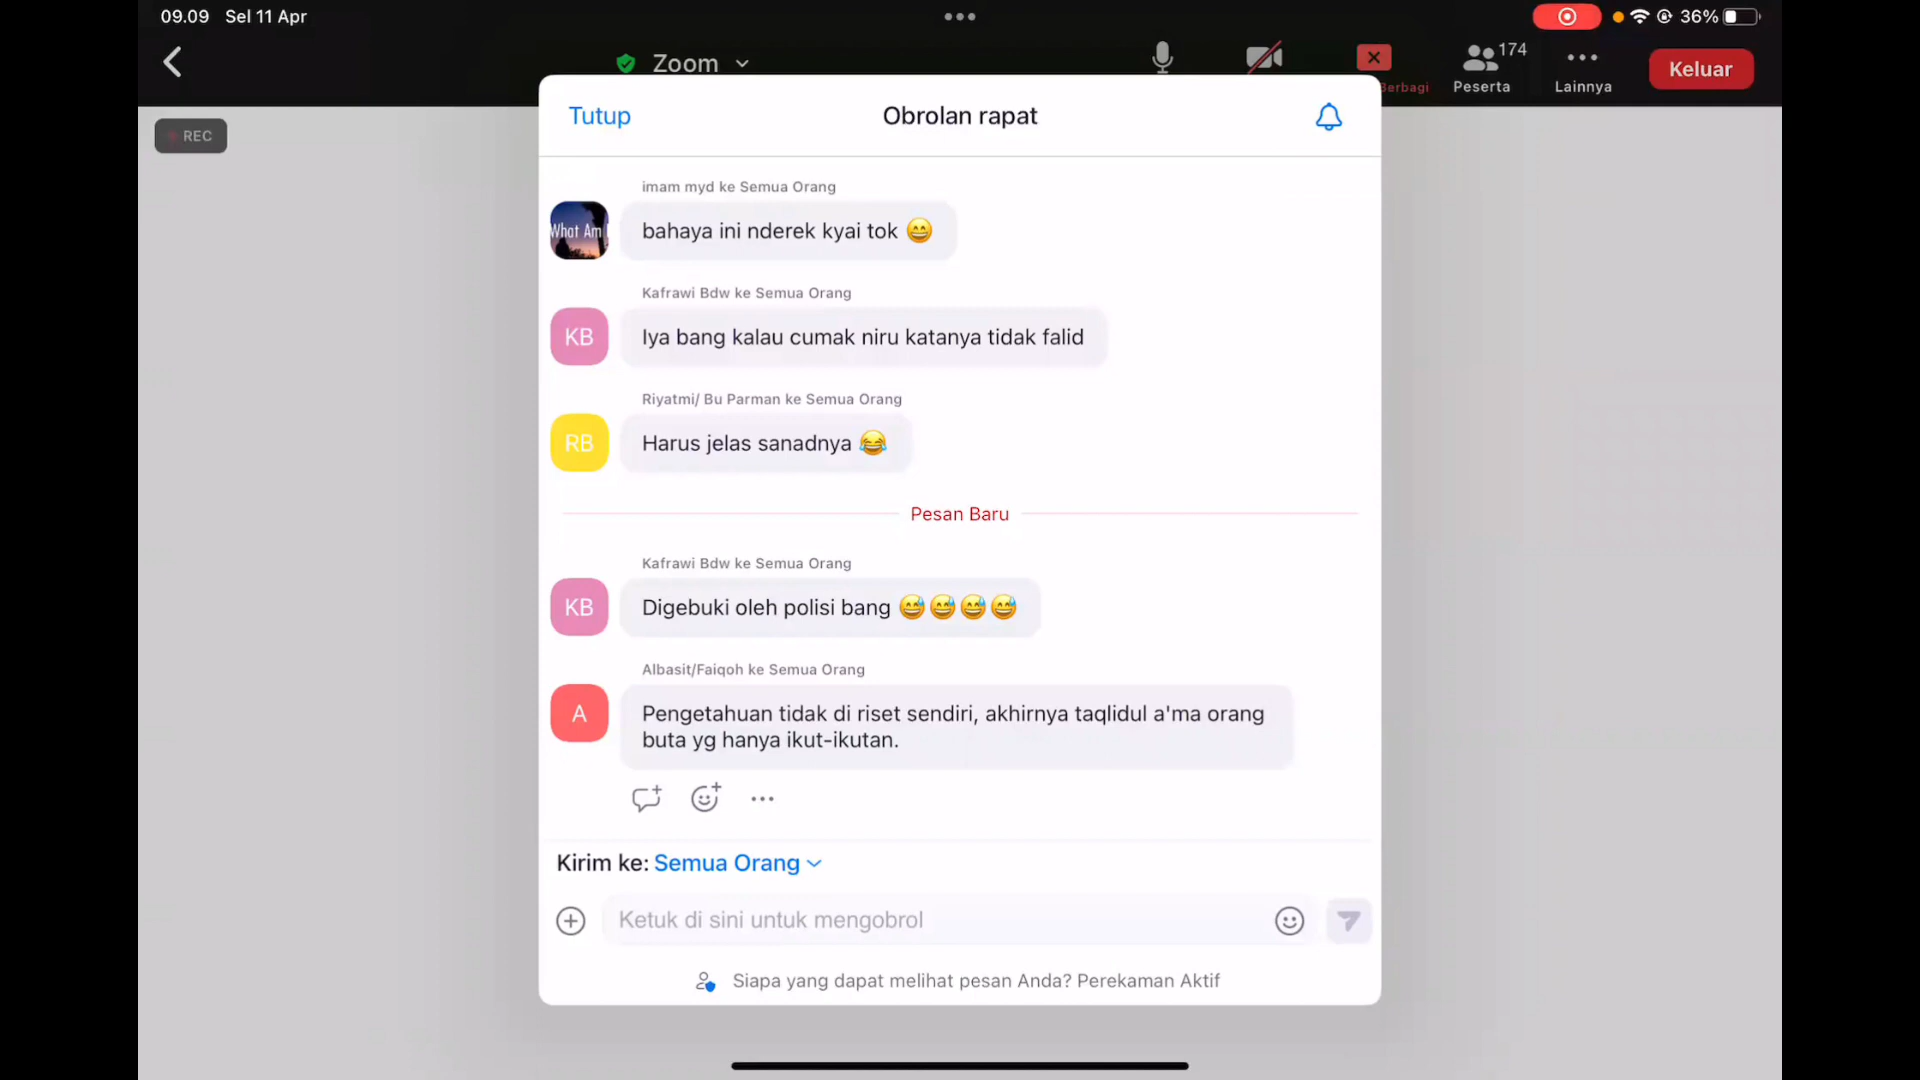 09.09 Sel 11 Apr
36%
Zoom
174
Berbagi
Peserta
Lainnya
Keluar
REC
Tutup
Obrolan rapat
imam myd ke Semua Orang
What Am I
bahaya ini nderek kyai tok 😄
Kafrawi Bdw ke Semua Orang
KB
Iya bang kalau cumak niru katanya tidak falid
Riyatmi/ Bu Parman ke Semua Orang
RB
Harus jelas sanadnya 😂
Pesan Baru
Kafrawi Bdw ke Semua Orang
KB
Digebuki oleh polisi bang 😅😅😅😅
Albasit/Faiqoh ke Semua Orang
A
Pengetahuan tidak di riset sendiri, akhirnya taqlidul a'ma orang
buta yg hanya ikut-ikutan.
Kirim ke: Semua Orang
Ketuk di sini untuk mengobrol
Siapa yang dapat melihat pesan Anda? Perekaman Aktif